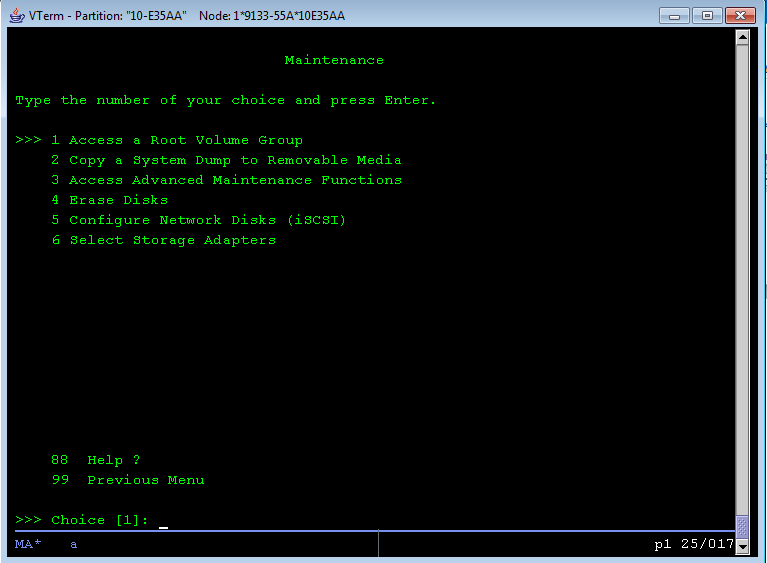 VTerm - Partition: "10-E35AA" Node: 1*9133-55A*10E35AA
Maintenance
Type the number of your choice and press Enter.
>>> 1 Access a Root Volume Group
2 Copy a System Dump to Removable Media
3 Access Advanced Maintenance Functions
4 Erase Disks
5 Configure Network Disks (iSCSI)
6 Select Storage Adapters
88 Help ?
99 Previous Menu
>>> Choice [1]:
MA* a p1 25/017